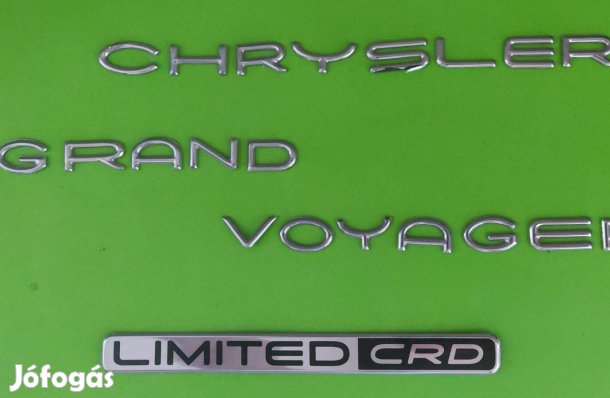 CHRYSLER
GRAND
VOYAGER
LIMITED CRD
Jófogás